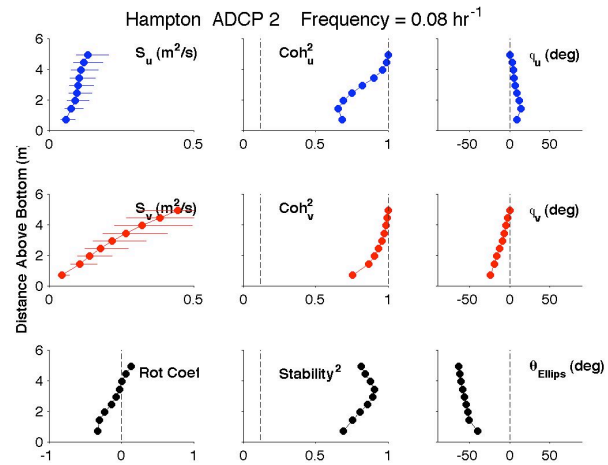 Hampton ADCP 2 Frequency = 0.08 hr⁻¹
Distance Above Bottom (m)
S_u (m²/s)
Coh²_u
q_u (deg)
6
4
2
0
0 0.5
0 0.5 1
-50 0 50
S_v (m²/s)
Coh²_v
q_v (deg)
6
4
2
0
0 0.5
0 0.5 1
-50 0 50
Rot Coef
Stability²
θ_Ellips (deg)
6
4
2
0
-1 0 1
0 0.5 1
-50 0 50